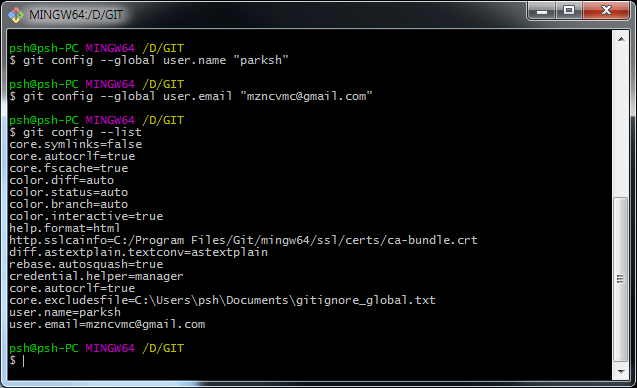 MINGW64:/D/GIT
psh@psh-PC MINGW64 /D/GIT
$ git config --global user.name "parksh"
psh@psh-PC MINGW64 /D/GIT
$ git config --global user.email "mzncvmc@gmail.com"
psh@psh-PC MINGW64 /D/GIT
$ git config --list
core.symlinks=false
core.autocrlf=true
core.fscache=true
color.diff=auto
color.status=auto
color.branch=auto
color.interactive=true
help.format=html
http.sslcainfo=C:/Program Files/Git/mingw64/ssl/certs/ca-bundle.crt
diff.astextplain.textconv=astextplain
rebase.autosquash=true
credential.helper=manager
core.autocrlf=true
core.excludesfile=C:\Users\psh\Documents\gitignore_global.txt
user.name=parksh
user.email=mzncvmc@gmail.com
psh@psh-PC MINGW64 /D/GIT
$